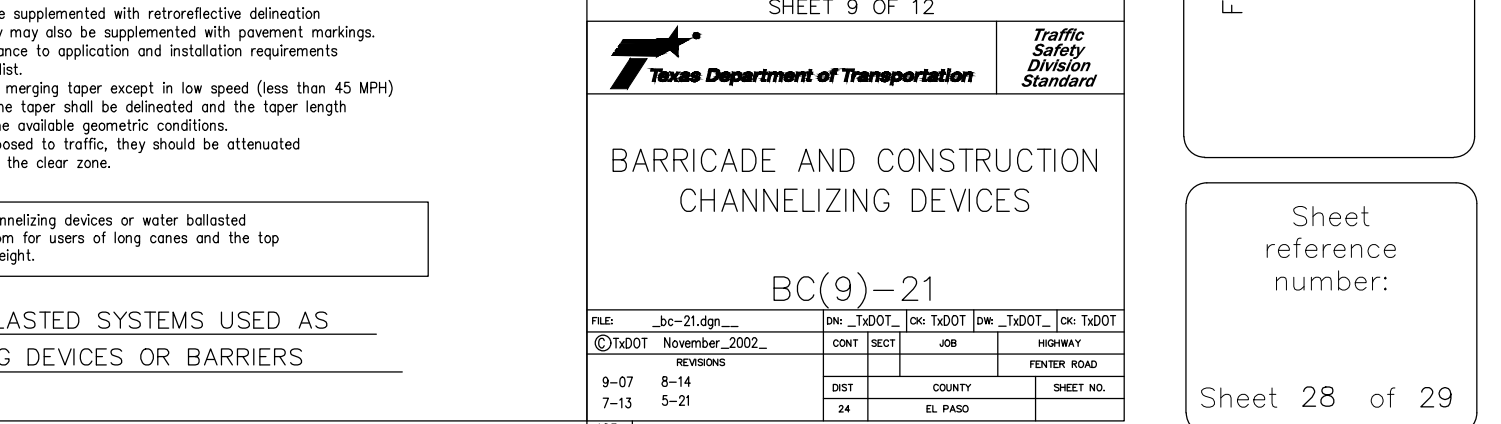 e supplemented with retroreflective delineation
y may also be supplemented with pavement markings.
ance to application and installation requirements
list.
merging taper except in low speed (less than 45 MPH)
he taper shall be delineated and the taper length
he available geometric conditions.
posed to traffic, they should be attenuated
the clear zone.
nnelizing devices or water ballasted
om for users of long canes and the top
eight.
LASTED SYSTEMS USED AS
G DEVICES OR BARRIERS
SHEET 9 OF 12
Texas Department of Transportation
Traffic
Safety
Division
Standard
BARRICADE AND CONSTRUCTION
CHANNELIZING DEVICES
BC(9)-21
FILE: _bc-21.dgn__ DN: _TxDOT_ CK: TxDOT DW: _TxDOT_ CK: TxDOT
©TxDOT November_2002_ CONT SECT JOB HIGHWAY
REVISIONS FENTER ROAD
9-07 8-14
7-13 5-21
DIST COUNTY SHEET NO.
24 EL PASO
F
Sheet
reference
number:
Sheet 28 of 29